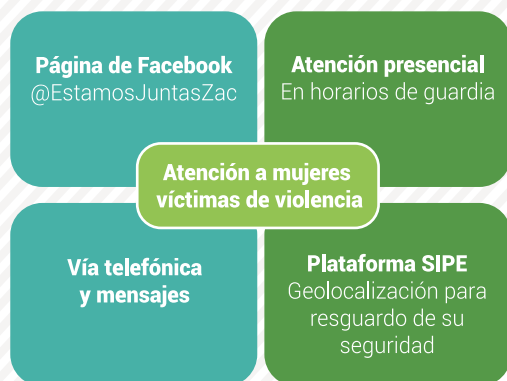 Página de Facebook
@EstamosJuntasZac
Atención presencial
En horarios de guardia
Atención a mujeres
víctimas de violencia
Vía telefónica
y mensajes
Plataforma SIPE
Geolocalización para
resguardo de su
seguridad